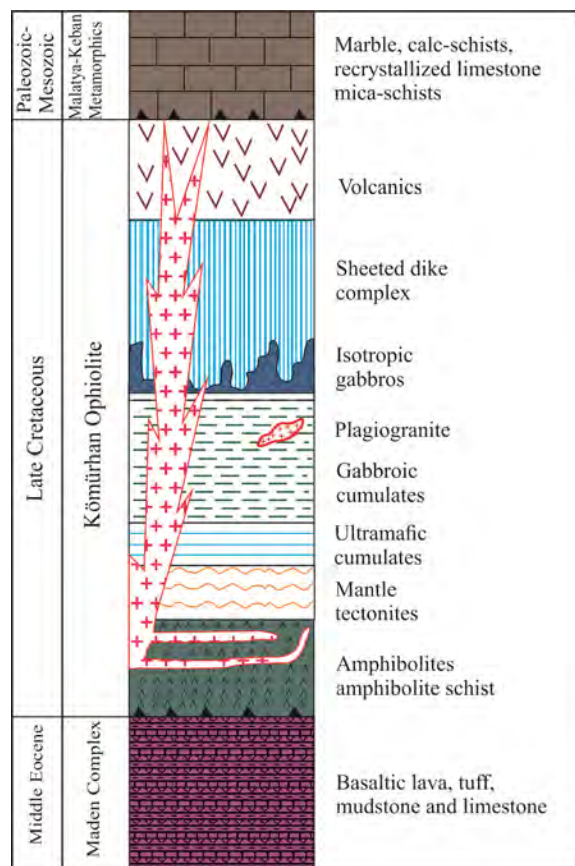 Paleozoic-
Mesozoic
Malatya-Keban
Metamorphics
Marble, calc-schists,
recrystallized limestone
mica-schists
Late Cretaceous
Kömürhan Ophiolite
Volcanics
Sheeted dike
complex
Isotropic
gabbros
Plagiogranite
Gabbroic
cumulates
Ultramafic
cumulates
Mantle
tectonites
Amphibolites
amphibolite schist
Middle Eocene
Maden Complex
Basaltic lava, tuff,
mudstone and limestone